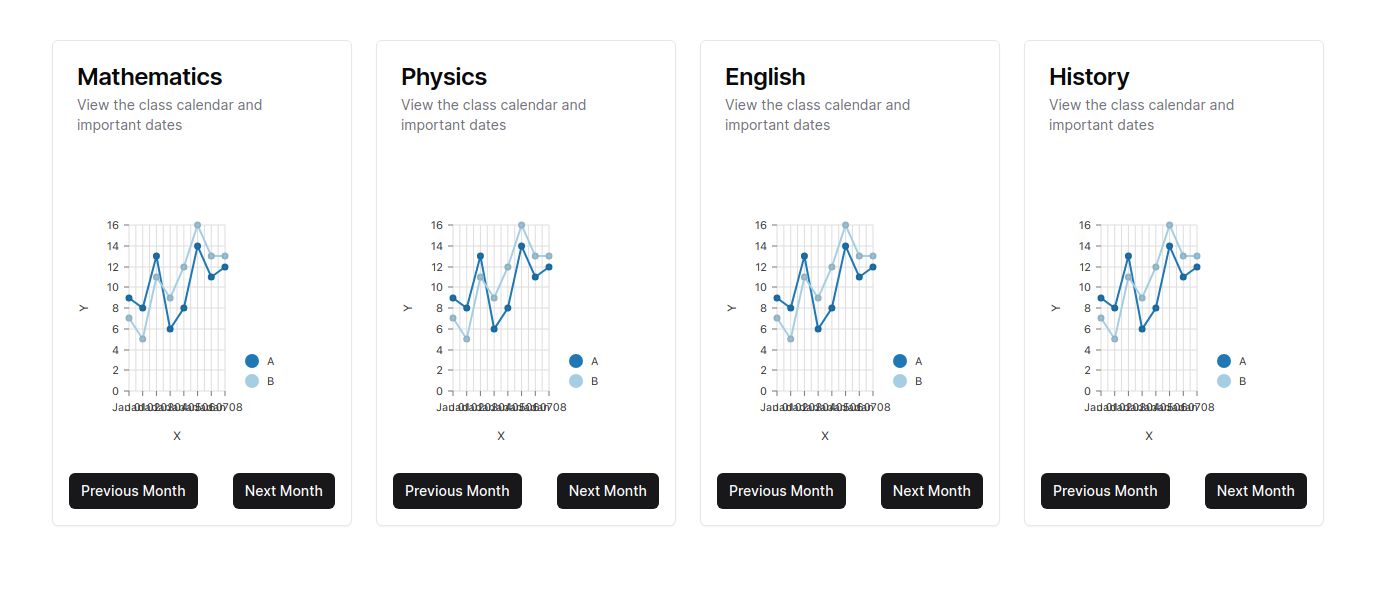 Mathematics
View the class calendar and
important dates
16
14
12
10
8
6
4
2
0
Y
A
B
X
Previous Month
Next Month
Physics
View the class calendar and
important dates
16
14
12
10
8
6
4
2
0
Y
A
B
X
Previous Month
Next Month
English
View the class calendar and
important dates
16
14
12
10
8
6
4
2
0
Y
A
B
X
Previous Month
Next Month
History
View the class calendar and
important dates
16
14
12
10
8
6
4
2
0
Y
A
B
X
Previous Month
Next Month